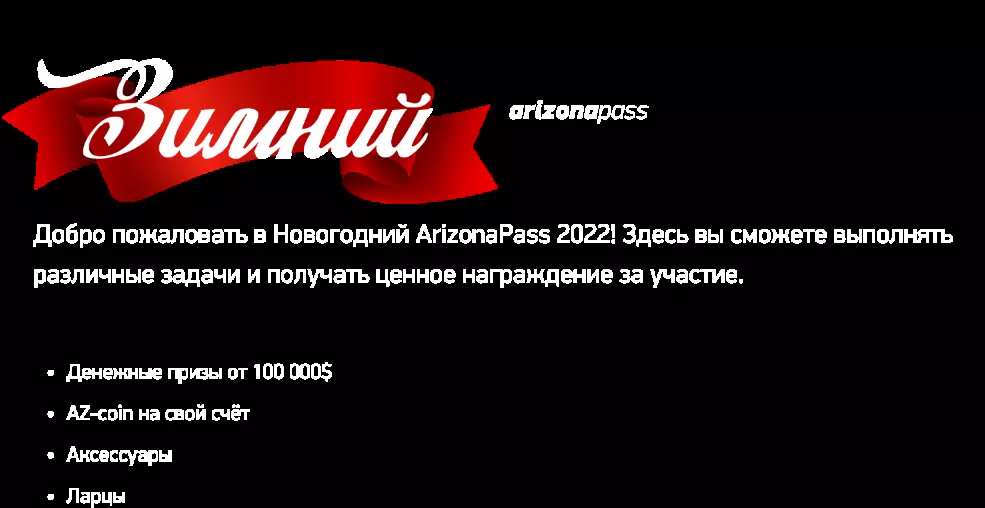 Зимний
arizonapass
Добро пожаловать в Новогодний ArizonaPass 2022! Здесь вы сможете выполнять
различные задачи и получать ценное награждение за участие.
• Денежные призы от 100 000$
• AZ-coin на свой счёт
• Аксессуары
• Ларцы